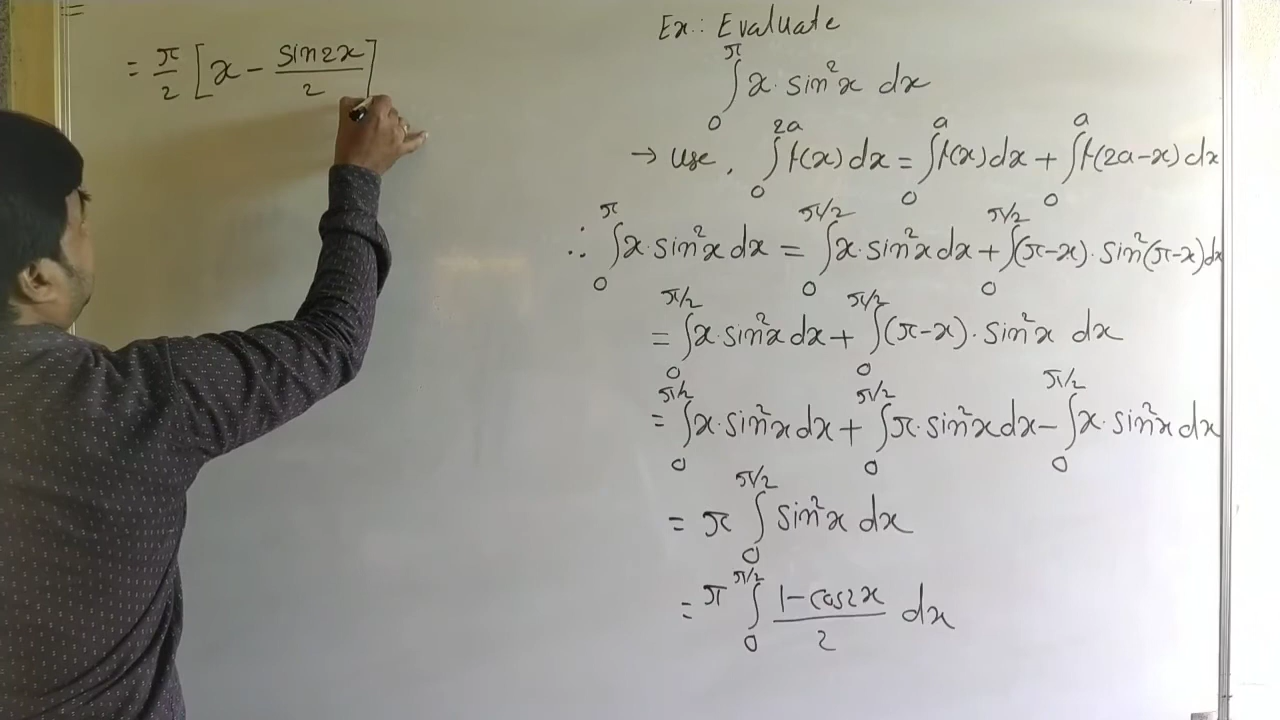 Ex.: Evaluate
∫₀^π x·sin²x dx
→ Use, ∫₀^{2a} f(x) dx = ∫₀^a f(x) dx + ∫₀^a f(2a-x) dx
∴ ∫₀^π x·sin²x dx = ∫₀^{π/2} x·sin²x dx + ∫₀^{π/2} (π-x)·sin²(π-x) dx
= ∫₀^{π/2} x·sin²x dx + ∫₀^{π/2} (π-x)·sin²x dx
= ∫₀^{π/2} x·sin²x dx + ∫₀^{π/2} π·sin²x dx - ∫₀^{π/2} x·sin²x dx
= π ∫₀^{π/2} sin²x dx
= π ∫₀^{π/2} (1-cos2x)/2 dx
= π/2 [x - sin2x/2]